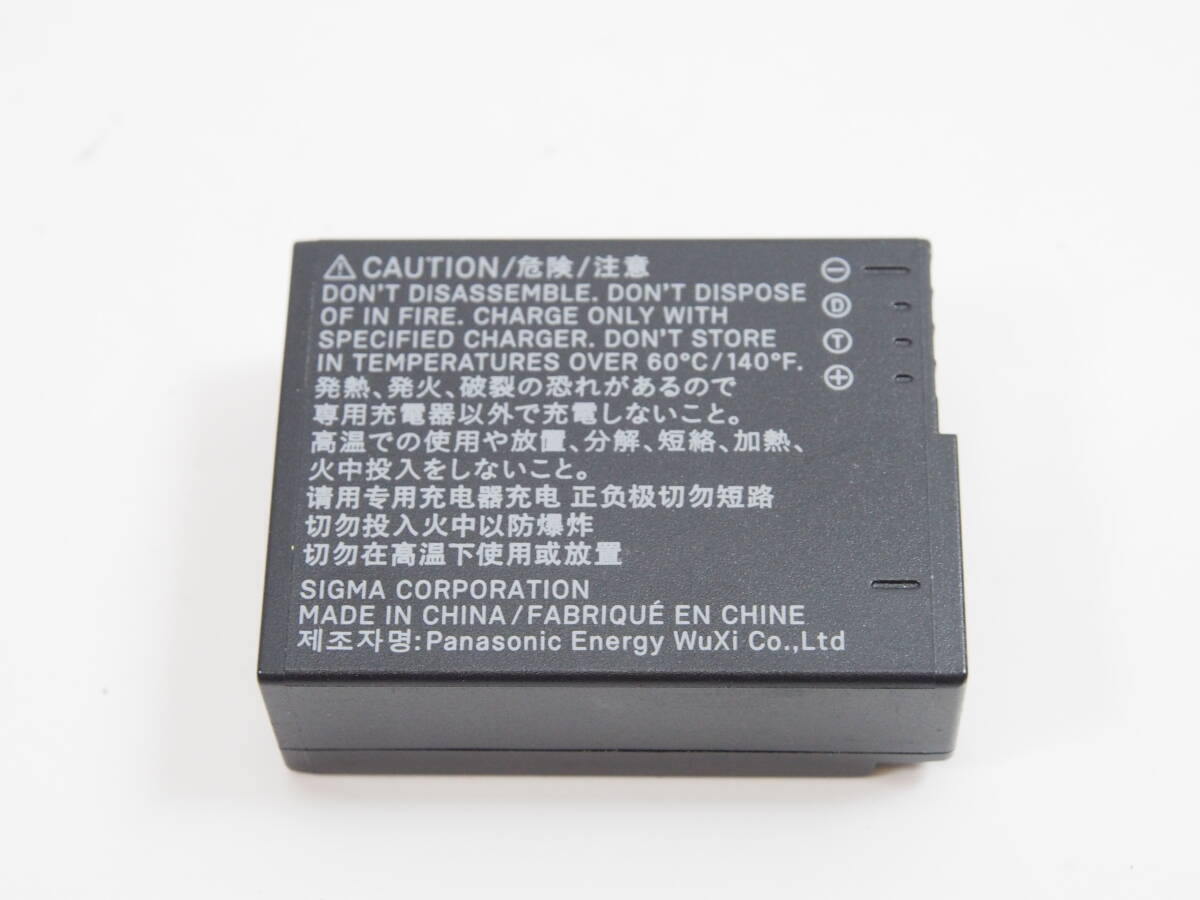 ⚠ CAUTION/危険/注意
DON'T DISASSEMBLE. DON'T DISPOSE
OF IN FIRE. CHARGE ONLY WITH
SPECIFIED CHARGER. DON'T STORE
IN TEMPERATURES OVER 60°C/140°F.
発熱、発火、破裂の恐れがあるので
専用充電器以外で充電しないこと。
高温での使用や放置、分解、短絡、加熱、
火中投入をしないこと。
请用专用充电器充电 正负极切勿短路
切勿投入火中以防爆炸
切勿在高温下使用或放置
SIGMA CORPORATION
MADE IN CHINA/FABRIQUÉ EN CHINE
제조자명:Panasonic Energy WuXi Co.,Ltd
⊖
D
T
⊕